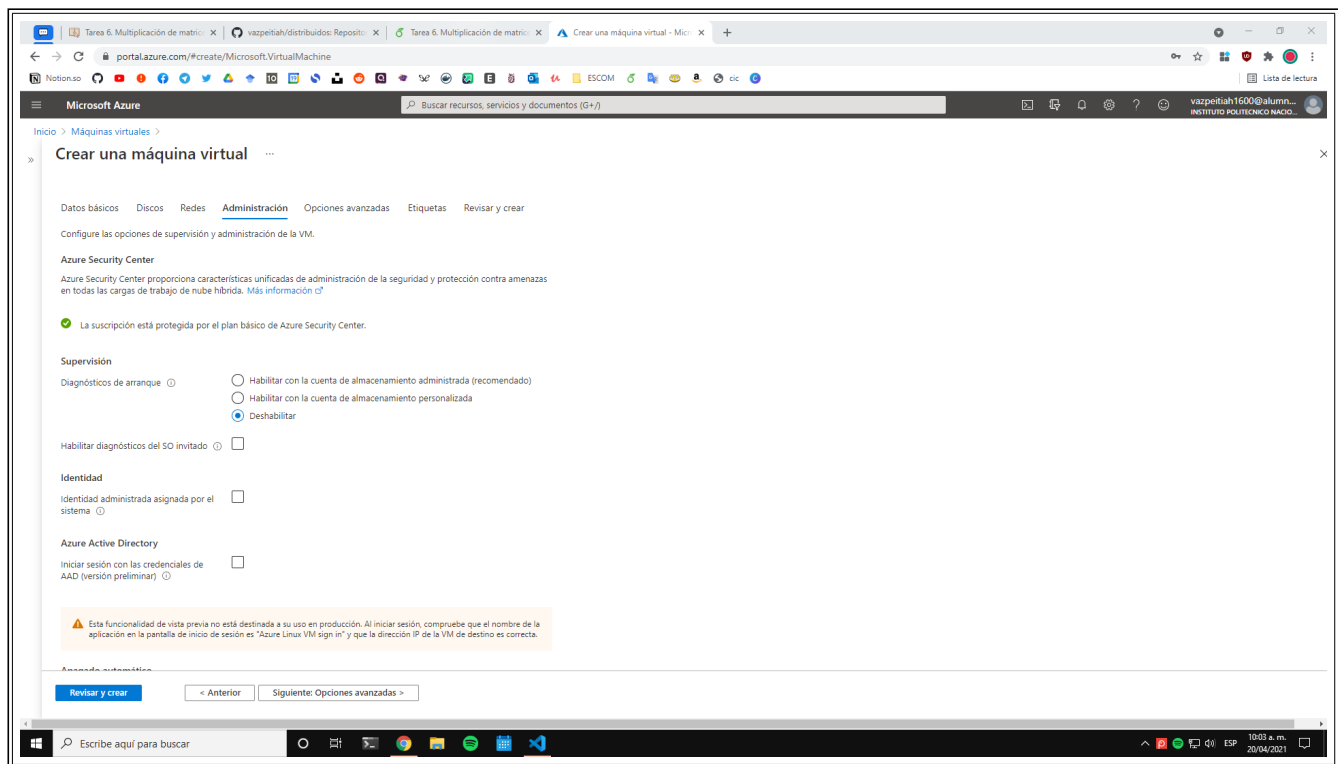 Tarea 6. Multiplicación de matric
vazpeitiah/distribuidos: Reposito
Tarea 6. Multiplicación de matric
Crear una máquina virtual - Micr
portal.azure.com/#create/Microsoft.VirtualMachine
Notion.so
ESCOM
cic
Lista de lectura
Microsoft Azure
Buscar recursos, servicios y documentos (G+/)
vazpeitiah1600@alumn...
INSTITUTO POLITECNICO NACIO...
Inicio > Máquinas virtuales >
Crear una máquina virtual ...
Datos básicos Discos Redes Administración Opciones avanzadas Etiquetas Revisar y crear
Configure las opciones de supervisión y administración de la VM.
Azure Security Center
Azure Security Center proporciona características unificadas de administración de la seguridad y protección contra amenazas
en todas las cargas de trabajo de nube híbrida. Más información
La suscripción está protegida por el plan básico de Azure Security Center.
Supervisión
Diagnósticos de arranque
Habilitar con la cuenta de almacenamiento administrada (recomendado)
Habilitar con la cuenta de almacenamiento personalizada
Deshabilitar
Habilitar diagnósticos del SO invitado
Identidad
Identidad administrada asignada por el
sistema
Azure Active Directory
Iniciar sesión con las credenciales de
AAD (versión preliminar)
Esta funcionalidad de vista previa no está destinada a su uso en producción. Al iniciar sesión, compruebe que el nombre de la
aplicación en la pantalla de inicio de sesión es "Azure Linux VM sign in" y que la dirección IP de la VM de destino es correcta.
Apagado automático
Revisar y crear
< Anterior
Siguiente: Opciones avanzadas >
Escribe aquí para buscar
ESP
10:03 a. m.
20/04/2021